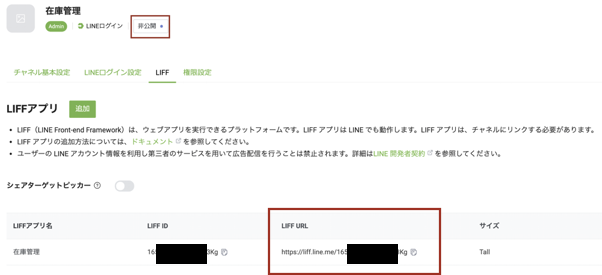 在庫管理
Admin LINEログイン 非公開
チャネル基本設定 LINEログイン設定 LIFF 権限設定
LIFFアプリ 追加
• LIFF（LINE Front-end Framework）は、ウェブアプリを実行できるプラットフォームです。LIFF アプリは LINE でも動作します。LIFF アプリは、チャネルにリンクする必要があります。
• LIFF アプリの追加方法については、ドキュメント を参照してください。
• ユーザーの LINE アカウント情報を利用し第三者のサービスを用いて広告配信を行うことは禁止されます。詳細はLINE 開発者契約 を参照してください。
シェアターゲットピッカー
LIFFアプリ名 LIFF ID LIFF URL サイズ
在庫管理 165 3Kg https://liff.line.me/165 Kg Tall